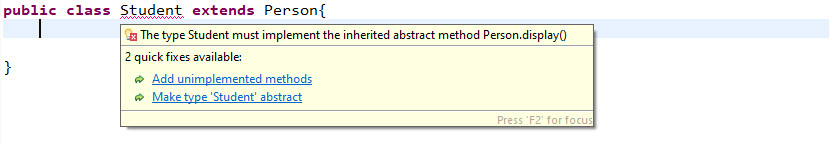 public class Student extends Person{
The type Student must implement the inherited abstract method Person.display()
2 quick fixes available:
Add unimplemented methods
Make type 'Student' abstract
Press 'F2' for focus
}